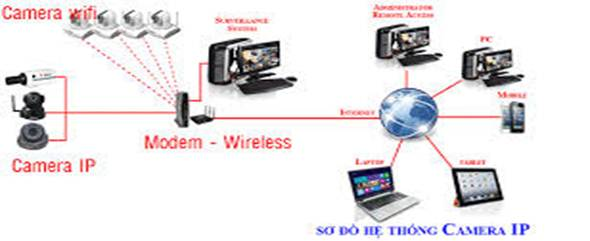 Camera wifi
SURVEILLANCE
SYSTEM
ADMINISTRATOR
REMOTE ACCESS
PC
INTERNET
MOBILE
Modem - Wireless
Camera IP
LAPTOP
TABLET
SƠ ĐỒ HỆ THỐNG CAMERA IP